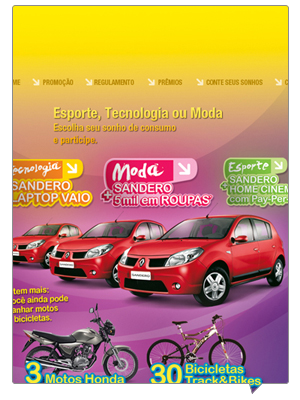 ME PROMOÇÃO REGULAMENTO PRÊMIOS CONTE SEUS SONHOS
Esporte, Tecnologia ou Moda
Escolha seu sonho de consumo
e participe.
Tecnologia
SANDERO
LAPTOP VAIO
Moda
SANDERO
+ 5 mil em ROUPAS
Esporte
SANDERO
+ HOME CINEM
com Pay-Per
tem mais:
ocê ainda pode
anhar motos
bicicletas.
3 Motos Honda
30 Bicicletas
Track&Bikes